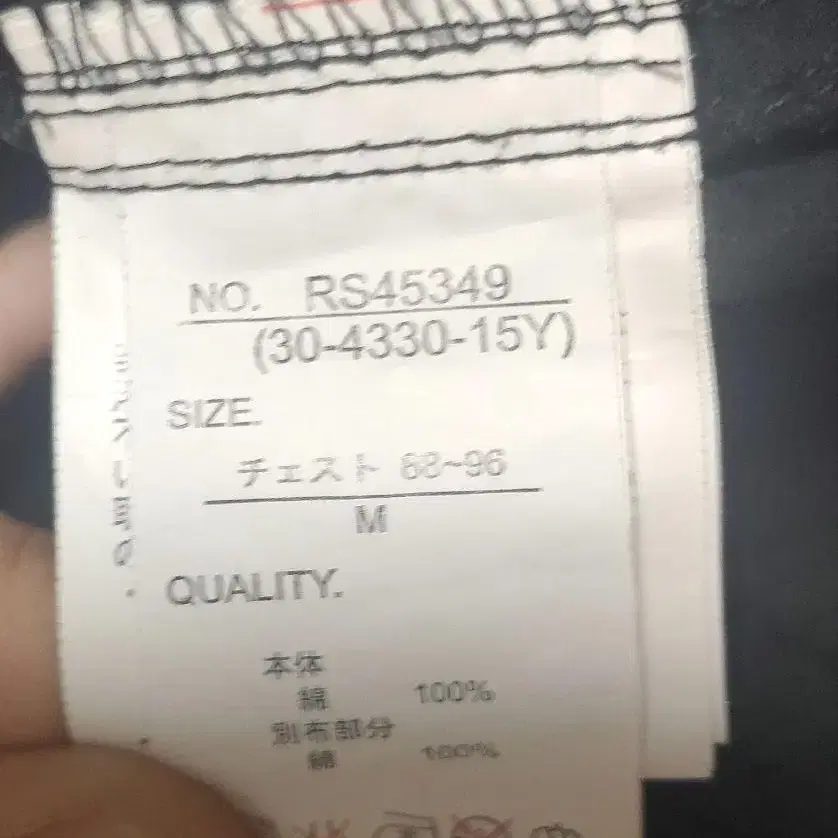 NO. RS45349
(30-4330-15Y)
SIZE.
チェスト 88~96
M
QUALITY.
本体
綿 100%
別布部分
綿 100%